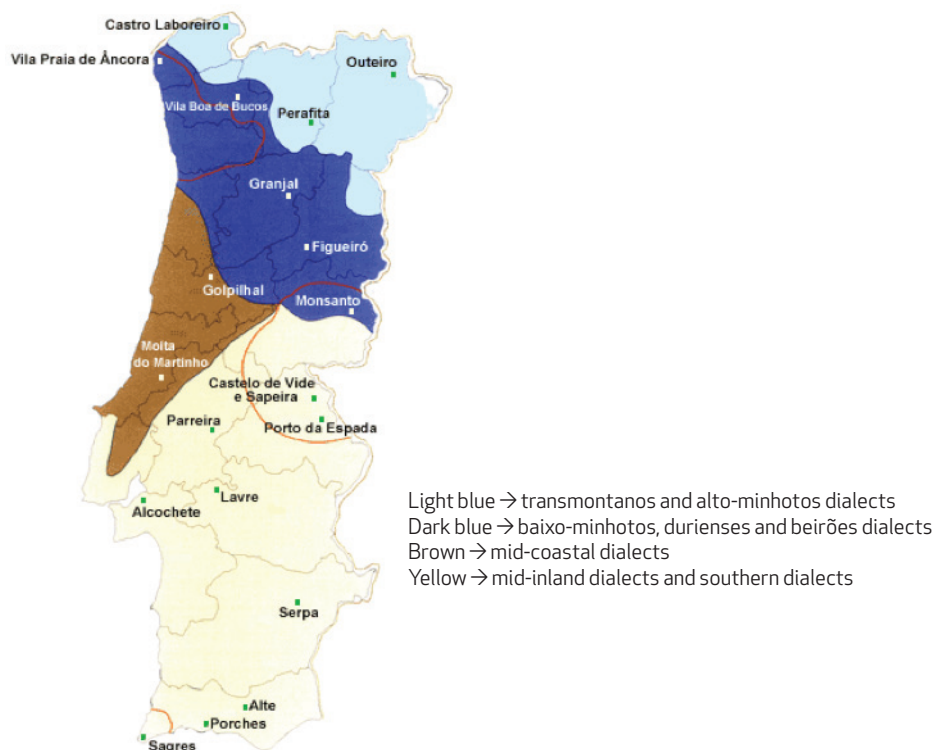 Castro Laboreiro
Vila Praia de Âncora
Outeiro
Vila Boa de Bucos
Perafita
Granjal
Figueiró
Golpilhal
Monsanto
Moita
do Martinho
Castelo de Vide
e Sapeira
Parreira
Porto da Espada
Lavre
Alcochete
Serpa
Alte
Porches
Sagres
Light blue → transmontanos and alto-minhotos dialects
Dark blue → baixo-minhotos, durienses and beirões dialects
Brown → mid-coastal dialects
Yellow → mid-inland dialects and southern dialects